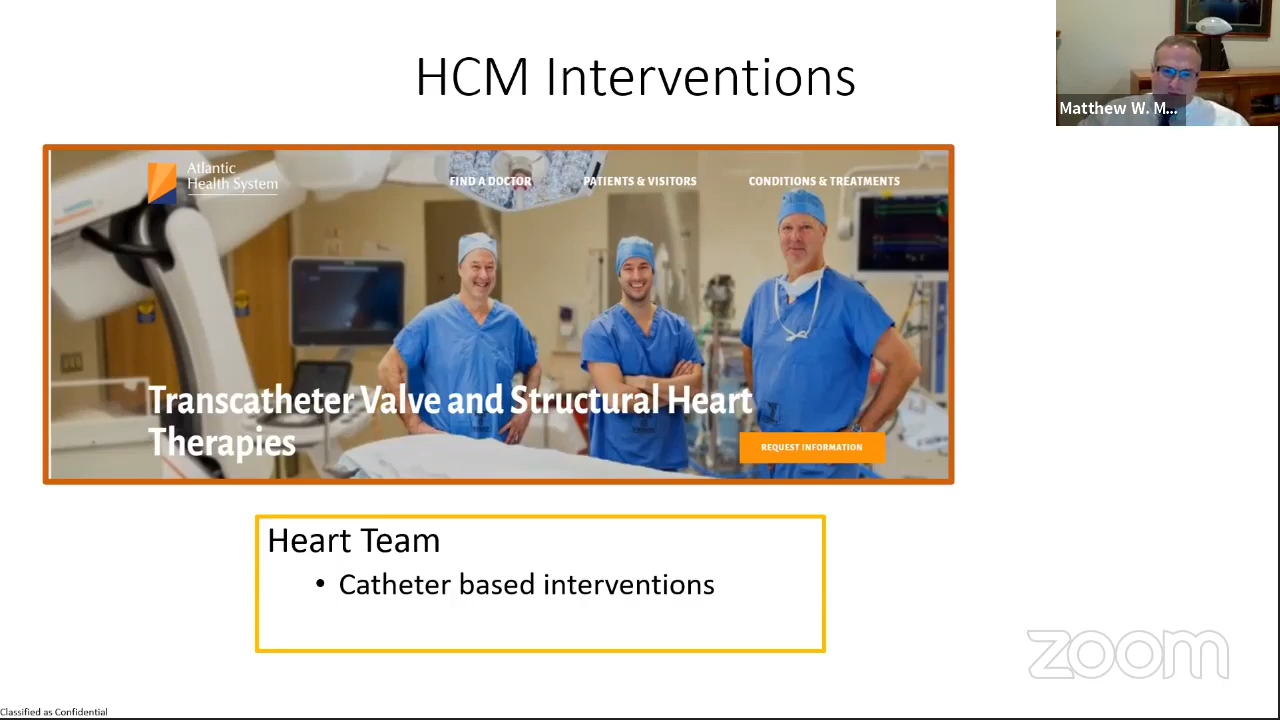 HCM Interventions
Matthew W. M...
Atlantic
Health System
FIND A DOCTOR
PATIENTS & VISITORS
CONDITIONS & TREATMENTS
Transcatheter Valve and Structural Heart
Therapies
REQUEST INFORMATION
Heart Team
• Catheter based interventions
zoom
Classified as Confidential